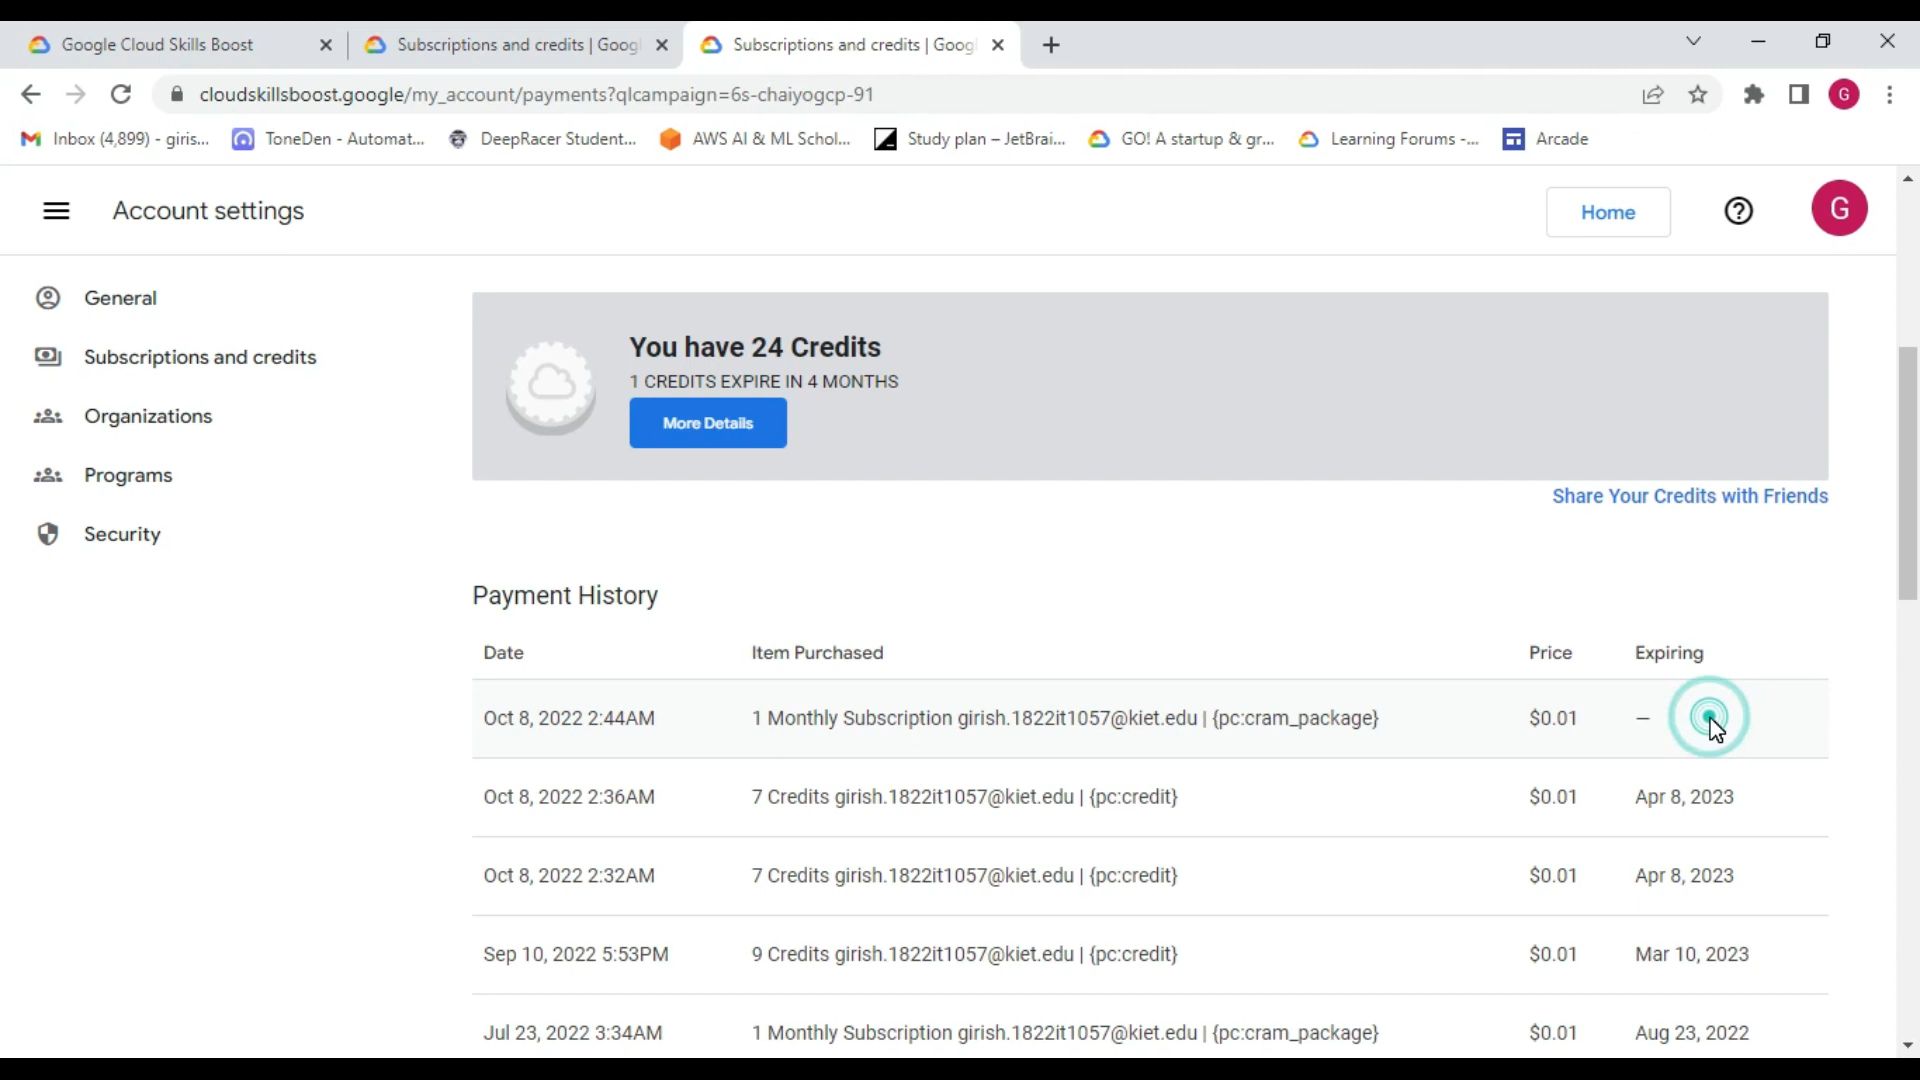 Google Cloud Skills Boost
Subscriptions and credits | Goog
Subscriptions and credits | Goog
cloudskillsboost.google/my_account/payments?qlcampaign=6s-chaiyogcp-91
G
Inbox (4,899) - giris...
ToneDen - Automat...
DeepRacer Student...
AWS AI & ML Schol...
Study plan – JetBrai...
GO! A startup & gr...
Learning Forums -...
Arcade
Account settings
Home
G
General
Subscriptions and credits
Organizations
Programs
Security
You have 24 Credits
1 CREDITS EXPIRE IN 4 MONTHS
More Details
Share Your Credits with Friends
Payment History
Date Item Purchased Price Expiring
Oct 8, 2022 2:44AM 1 Monthly Subscription girish.1822it1057@kiet.edu | {pc:cram_package} $0.01 –
Oct 8, 2022 2:36AM 7 Credits girish.1822it1057@kiet.edu | {pc:credit} $0.01 Apr 8, 2023
Oct 8, 2022 2:32AM 7 Credits girish.1822it1057@kiet.edu | {pc:credit} $0.01 Apr 8, 2023
Sep 10, 2022 5:53PM 9 Credits girish.1822it1057@kiet.edu | {pc:credit} $0.01 Mar 10, 2023
Jul 23, 2022 3:34AM 1 Monthly Subscription girish.1822it1057@kiet.edu | {pc:cram_package} $0.01 Aug 23, 2022